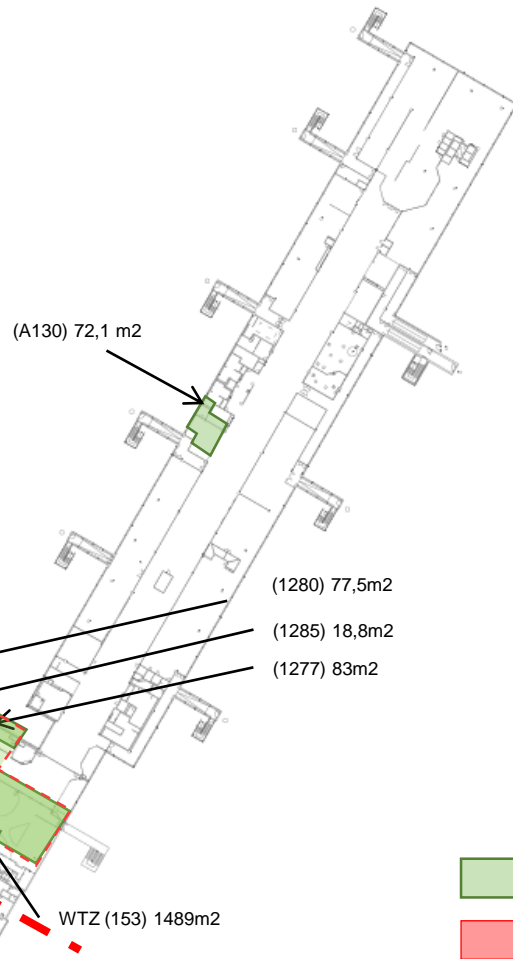 (A130) 72,1 m2
(1280) 77,5m2
(1285) 18,8m2
(1277) 83m2
WTZ (153) 1489m2